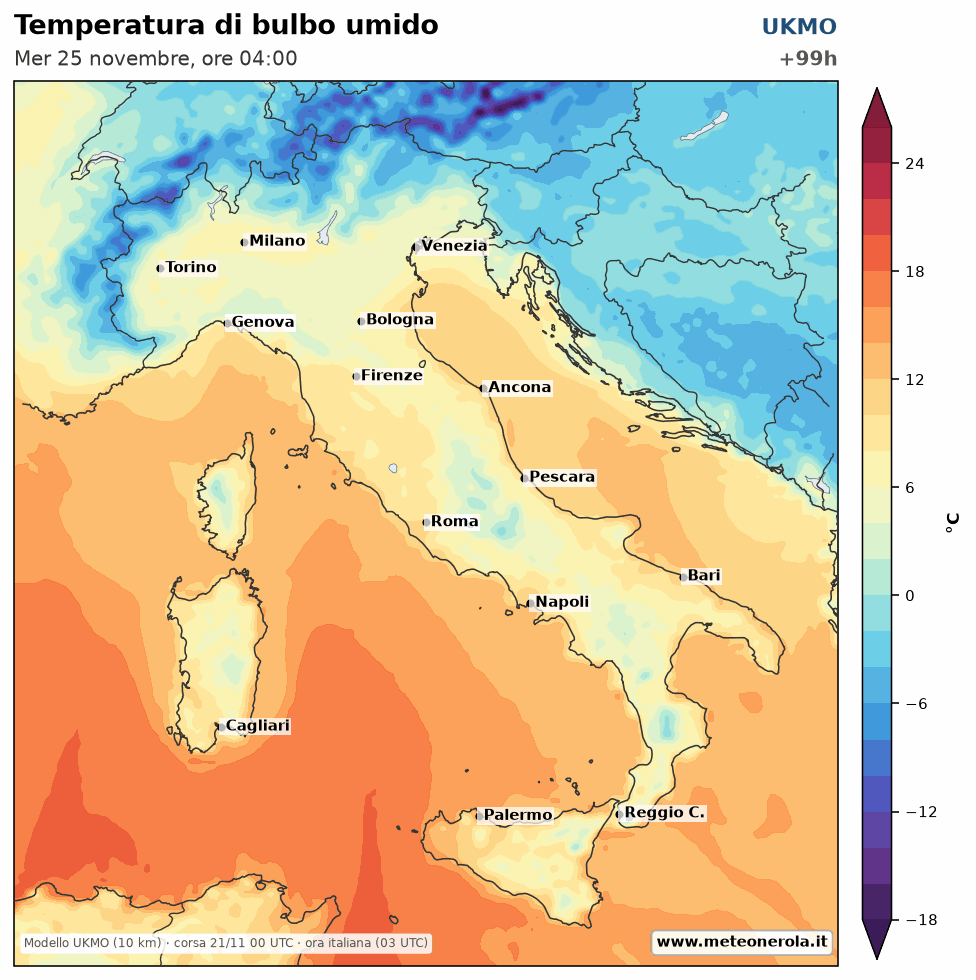 Temperatura di bulbo umido
UKMO
Mer 25 novembre, ore 04:00
+99h
Milano
Venezia
Torino
Genova
Bologna
Firenze
Ancona
Pescara
Roma
Bari
Napoli
Cagliari
Palermo
Reggio C.
24
18
12
6
0
−6
−12
−18
°C
Modello UKMO (10 km) · corsa 21/11 00 UTC · ora italiana (03 UTC)
www.meteonerola.it